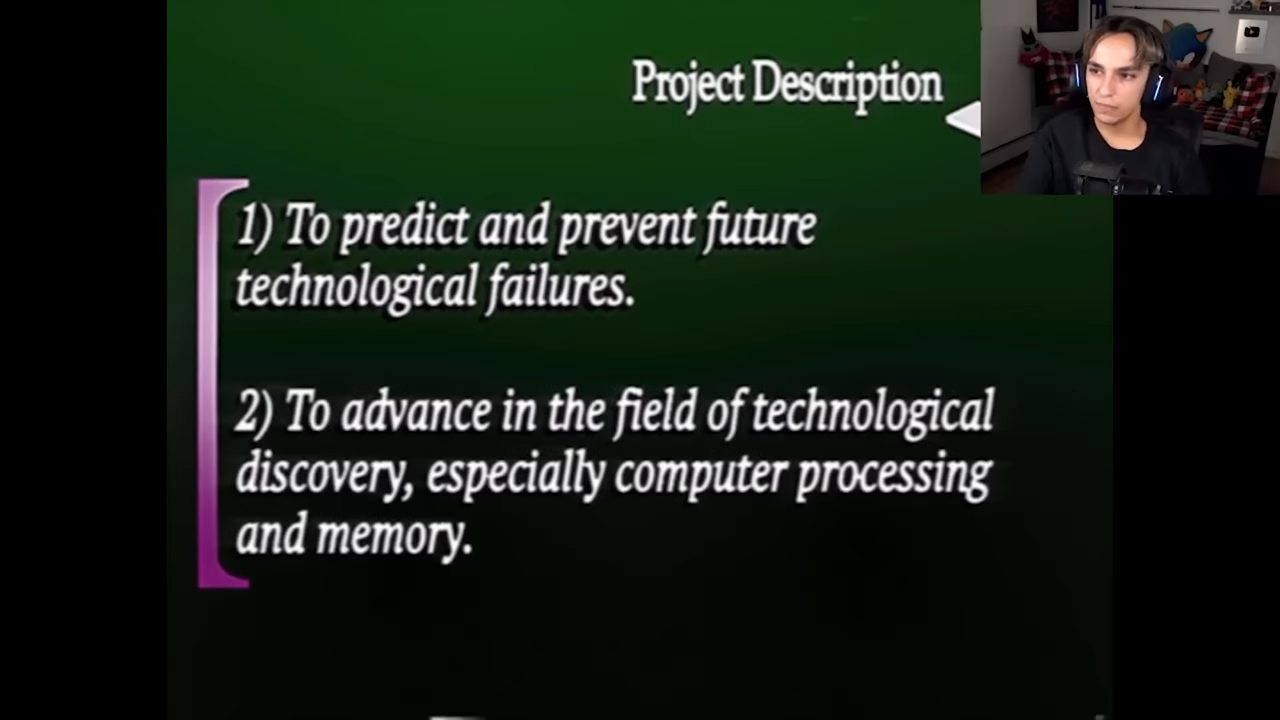 Project Description
1) To predict and prevent future
technological failures.
2) To advance in the field of technological
discovery, especially computer processing
and memory.